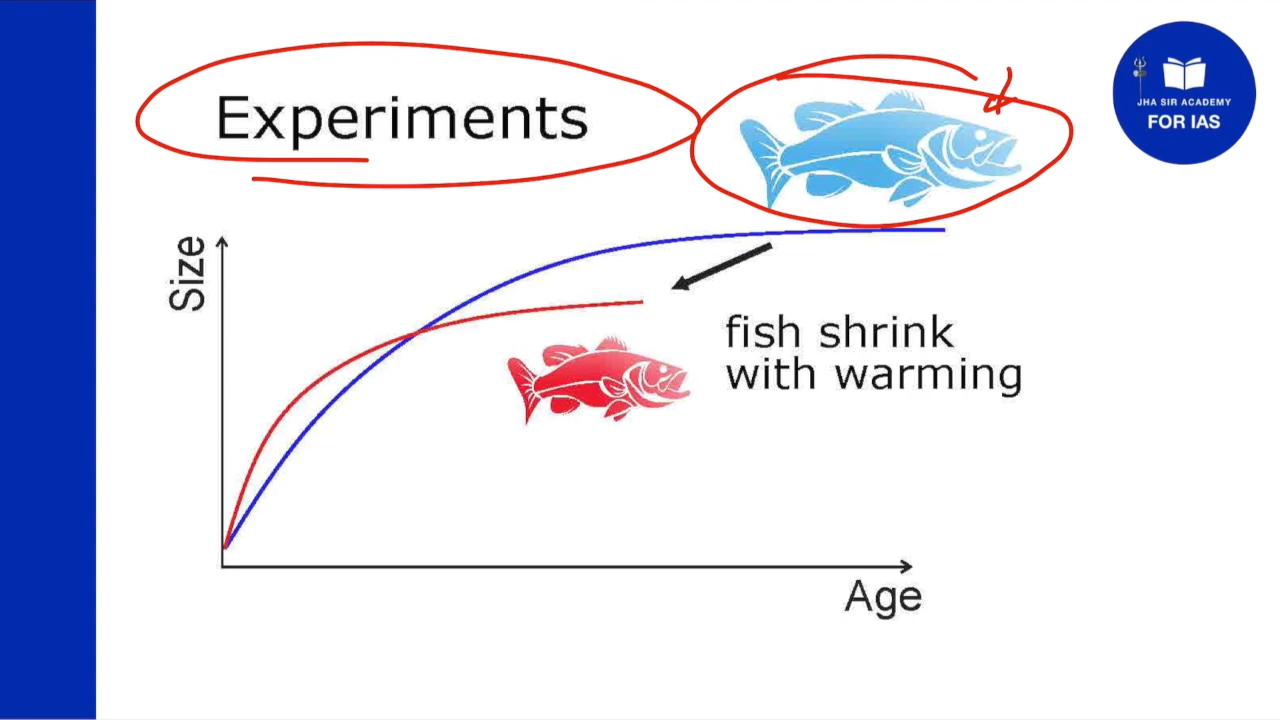 Experiments
JHA SIR ACADEMY
FOR IAS
Size
fish shrink
with warming
Age